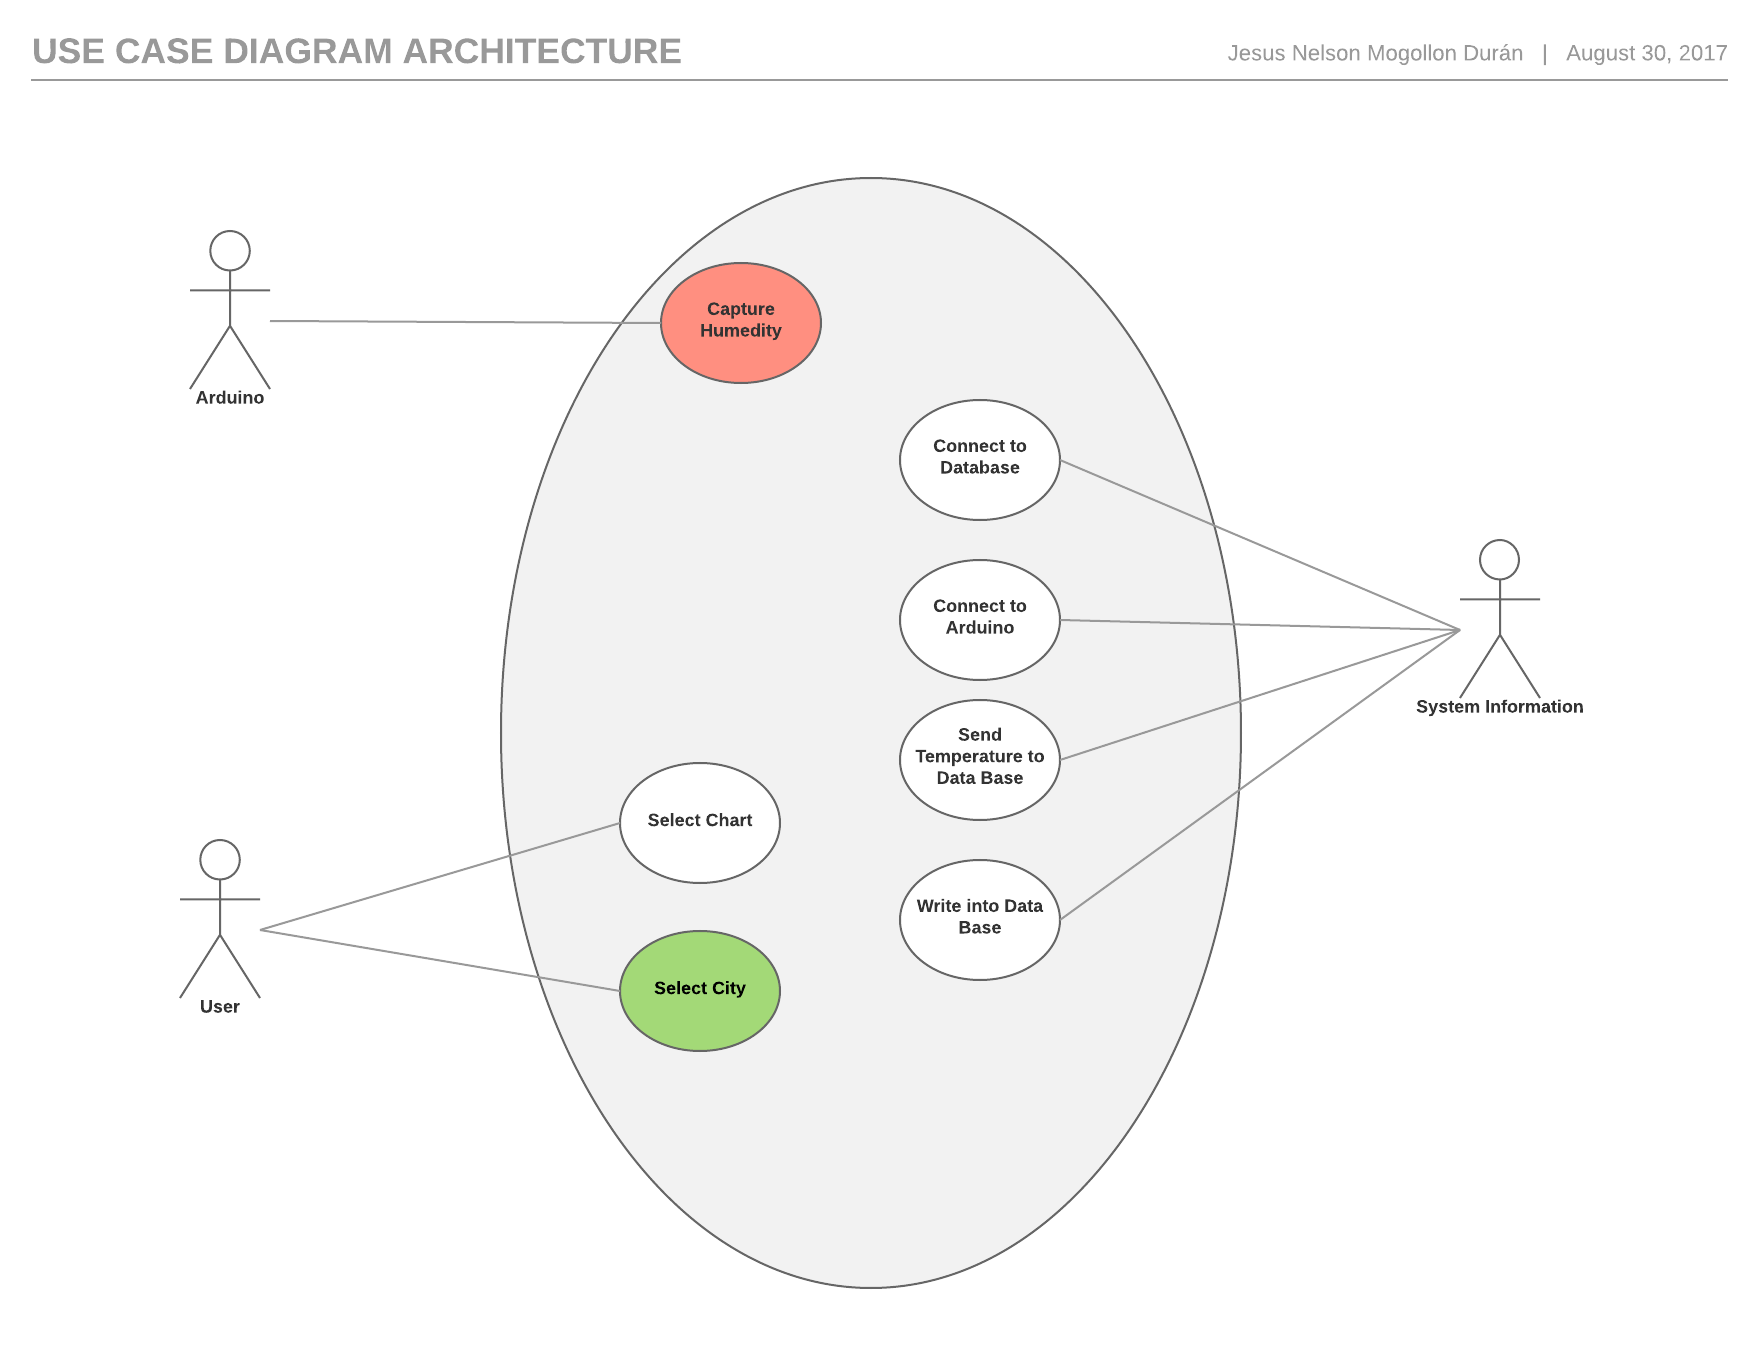 USE CASE DIAGRAM ARCHITECTURE
Jesus Nelson Mogollon Durán | August 30, 2017
Capture
Humedity
Arduino
Connect to
Database
Connect to
Arduino
System Information
Send
Temperature to
Data Base
Select Chart
Write into Data
Base
Select City
User